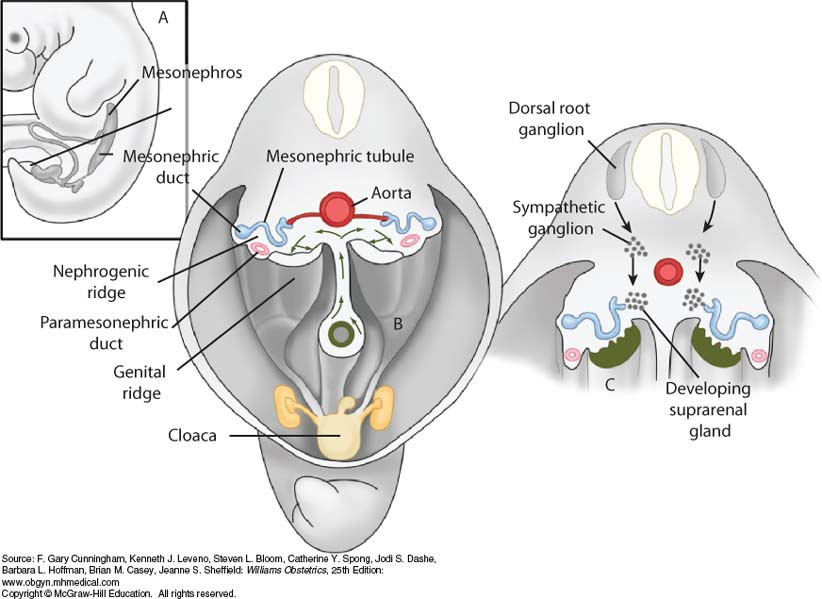 A
Mesonephros
Mesonephric
duct
Mesonephric tubule
Aorta
Nephrogenic
ridge
Paramesonephric
duct
Genital
ridge
Cloaca
B
Dorsal root
ganglion
Sympathetic
ganglion
C
Developing
suprarenal
gland
Source: F. Gary Cunningham, Kenneth J. Leveno, Steven L. Bloom, Catherine Y. Spong, Jodi S. Dashe,
Barbara L. Hoffman, Brian M. Casey, Jeanne S. Sheffield: Williams Obstetrics, 25th Edition:
www.obgyn.mhmedical.com
Copyright © McGraw-Hill Education. All rights reserved.